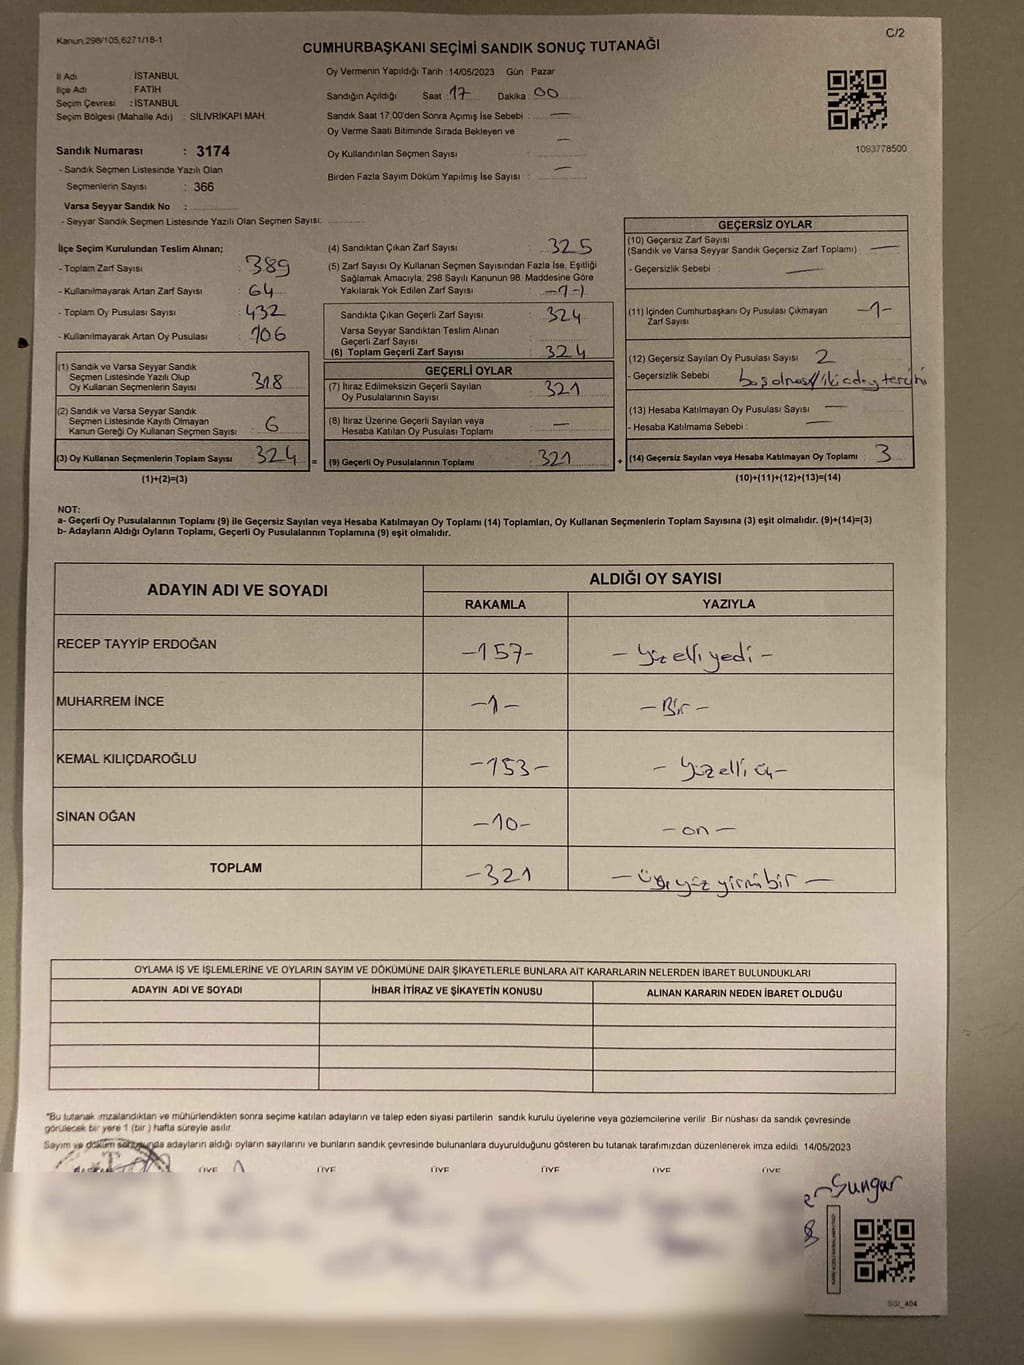 Kanun,298/105,6271/18-1
C/2
CUMHURBAŞKANI SEÇİMİ SANDIK SONUÇ TUTANAĞI
İl Adı : İSTANBUL
İlçe Adı : FATİH
Seçim Çevresi : İSTANBUL
Seçim Bölgesi (Mahalle Adı) : SİLİVRİKAPI MAH
Sandık Numarası : 3174
- Sandık Seçmen Listesinde Yazılı Olan
Seçmenlerin Sayısı : 366
Varsa Seyyar Sandık No :
- Seyyar Sandık Seçmen Listesinde Yazılı Olan Seçmen Sayısı:
Oy Vermenin Yapıldığı Tarih : 14/05/2023 Gün : Pazar
Sandığın Açıldığı Saat : 17 Dakika : 00
Sandık Saat 17.00'den Sonra Açımış İse Sebebi : —
Oy Verme Saati Bitiminde Sırada Bekleyen ve —
Oy Kullandırılan Seçmen Sayısı :
Birden Fazla Sayım Döküm Yapılmış İse Sayısı : —
1093778500
İlçe Seçim Kurulundan Teslim Alınan;
- Toplam Zarf Sayısı : 389
- Kullanılmayarak Artan Zarf Sayısı : 64
- Toplam Oy Pusulası Sayısı : 432
- Kullanılmayarak Artan Oy Pusulası : 106
(1) Sandık ve Varsa Seyyar Sandık
Seçmen Listesinde Yazılı Olup
Oy Kullanan Seçmenlerin Sayısı : 318
(2) Sandık ve Varsa Seyyar Sandık
Seçmen Listesinde Kayıtlı Olmayan
Kanun Gereği Oy Kullanan Seçmen Sayısı : 6
(3) Oy Kullanan Seçmenlerin Toplam Sayısı : 324 =
(1)+(2)=(3)
(4) Sandıktan Çıkan Zarf Sayısı : 325
(5) Zarf Sayısı Oy Kullanan Seçmen Sayısından Fazla İse, Eşitliği
Sağlamak Amacıyla, 298 Sayılı Kanunun 98. Maddesine Göre
Yakılarak Yok Edilen Zarf Sayısı : -1-
Sandıkta Çıkan Geçerli Zarf Sayısı : 324
Varsa Seyyar Sandıktan Teslim Alınan
Geçerli Zarf Sayısı :
(6) Toplam Geçerli Zarf Sayısı : 324
GEÇERLİ OYLAR
(7) İtiraz Edilmeksizin Geçerli Sayılan
Oy Pusulalarının Sayısı : 321
(8) İtiraz Üzerine Geçerli Sayılan veya
Hesaba Katılan Oy Pusulası Toplamı : —
(9) Geçerli Oy Pusulalarının Toplamı : 321 +
GEÇERSİZ OYLAR
(10) Geçersiz Zarf Sayısı
(Sandık ve Varsa Seyyar Sandık Geçersiz Zarf Toplamı) : —
- Geçersizlik Sebebi : —
(11) İçinden Cumhurbaşkanı Oy Pusulası Çıkmayan
Zarf Sayısı : -1-
(12) Geçersiz Sayılan Oy Pusulası Sayısı : 2
- Geçersizlik Sebebi : boş olması/iki aday tercihi
(13) Hesaba Katılmayan Oy Pusulası Sayısı : —
- Hesaba Katılmama Sebebi : —
(14) Geçersiz Sayılan veya Hesaba Katılmayan Oy Toplamı : 3
(10)+(11)+(12)+(13)=(14)
NOT:
a- Geçerli Oy Pusulalarının Toplamı (9) ile Geçersiz Sayılan veya Hesaba Katılmayan Oy Toplamı (14) Toplamları, Oy Kullanan Seçmenlerin Toplam Sayısına (3) eşit olmalıdır. (9)+(14)=(3)
b- Adayların Aldığı Oyların Toplamı, Geçerli Oy Pusulalarının Toplamına (9) eşit olmalıdır.
ADAYIN ADI VE SOYADI
ALDIĞI OY SAYISI
RAKAMLA YAZIYLA
RECEP TAYYİP ERDOĞAN -157- - Yüzelli yedi -
MUHARREM İNCE -1- - Bir -
KEMAL KILIÇDAROĞLU -153- - Yüzelli üç -
SİNAN OĞAN -10- - on -
TOPLAM -321 - Üçyüz yirmi bir -
OYLAMA İŞ VE İŞLEMLERİNE VE OYLARIN SAYIM VE DÖKÜMÜNE DAİR ŞİKAYETLERLE BUNLARA AİT KARARLARIN NELERDEN İBARET BULUNDUKLARI
ADAYIN ADI VE SOYADI İHBAR İTİRAZ VE ŞİKAYETİN KONUSU ALINAN KARARIN NEDEN İBARET OLDUĞU
*Bu tutanak imzalandıktan ve mühürlendikten sonra seçime katılan adayların ve talep eden siyasi partilerin sandık kurulu üyelerine veya gözlemcilerine verilir. Bir nüshası da sandık çevresinde
görülecek bir yere 1 (bir ) hafta süreyle asılır.
Sayım ve döküm sonucunda adayların aldığı oyların sayılarını ve bunların sandık çevresinde bulunanlara duyurulduğunu gösteren bu tutanak tarafımızdan düzenlenerek imza edildi 14/05/2023
ÜYE ÜYE ÜYE ÜYE ÜYE ÜYE
Sungur